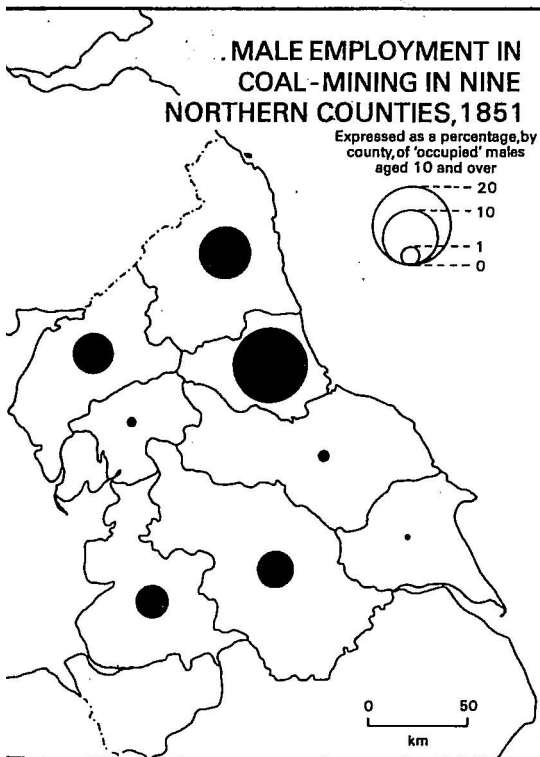 MALE EMPLOYMENT IN
COAL-MINING IN NINE
NORTHERN COUNTIES, 1851
Expressed as a percentage, by
county, of 'occupied' males
aged 10 and over
20
10
1
0
0 50
km